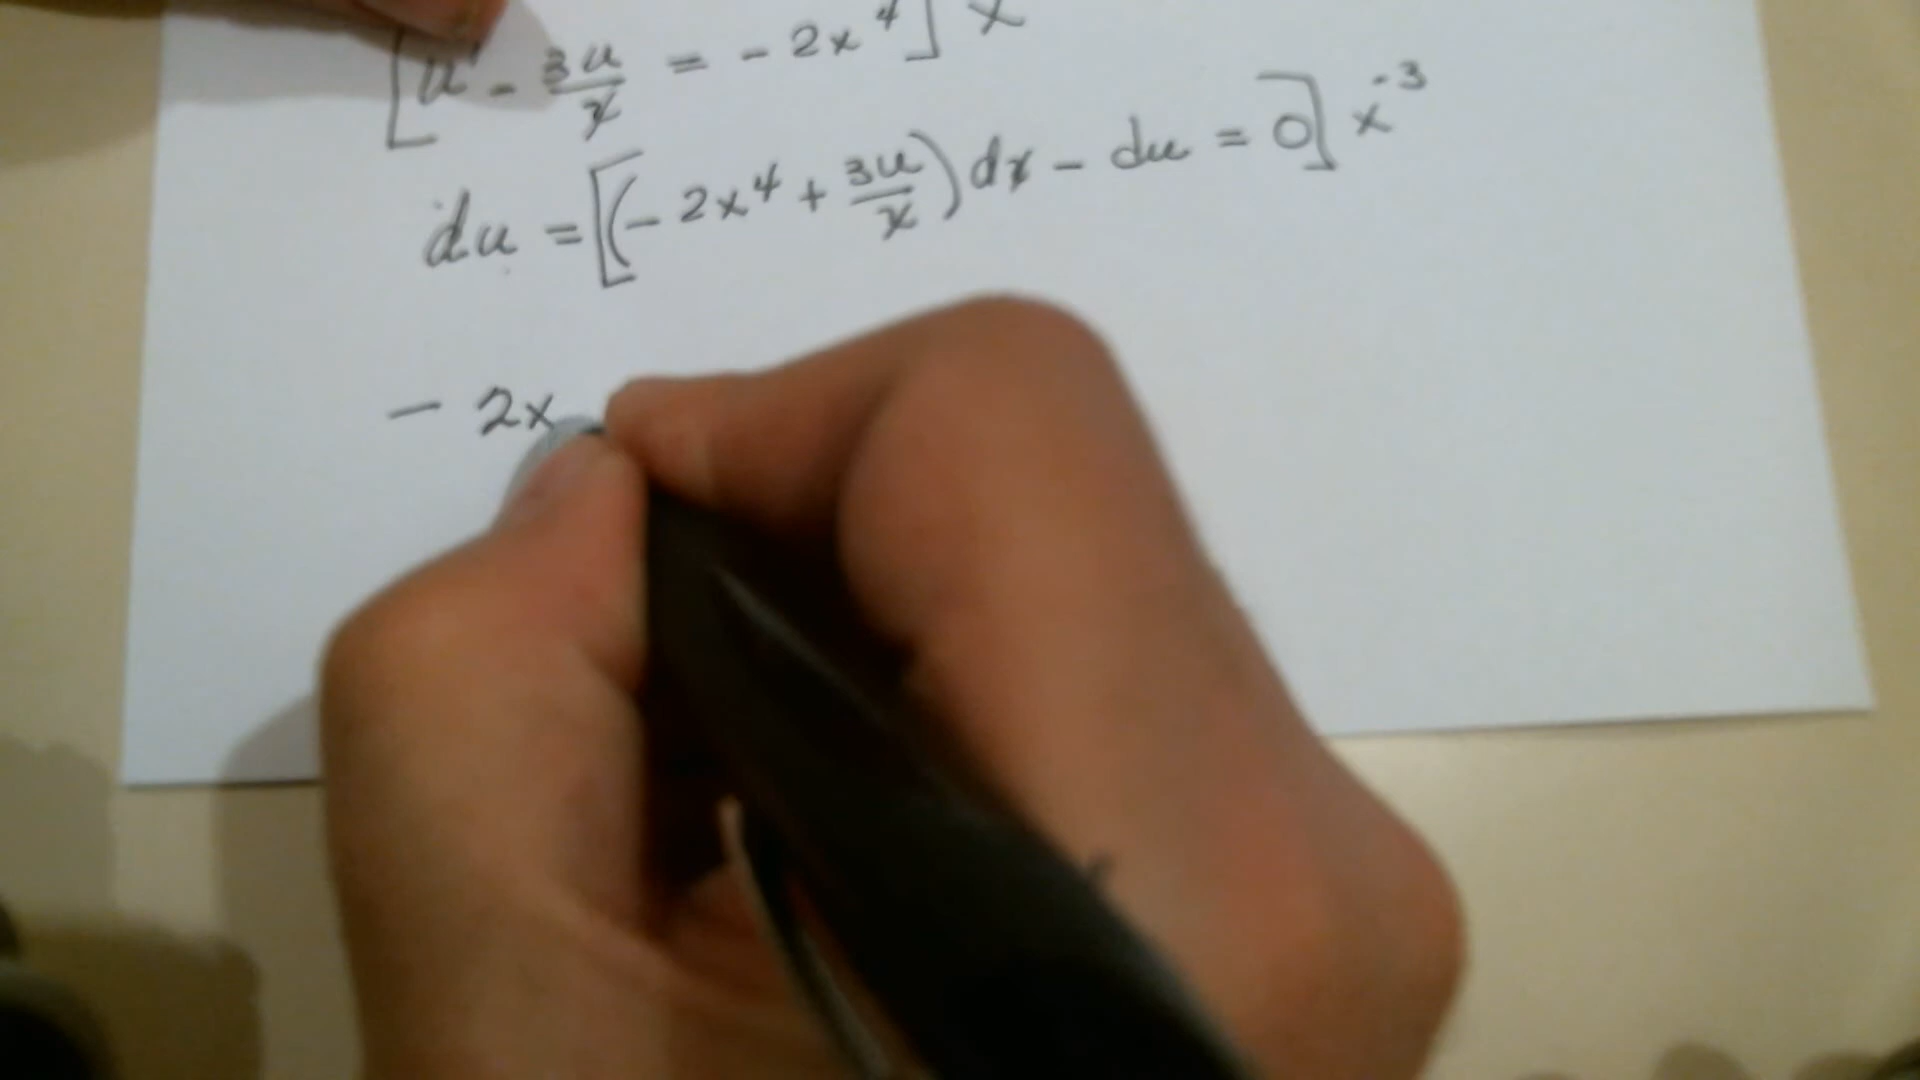 [u' - 3u/x = - 2x⁴] x
du = [(- 2x⁴ + 3u/x) dx - du = 0] x⁻³
- 2x